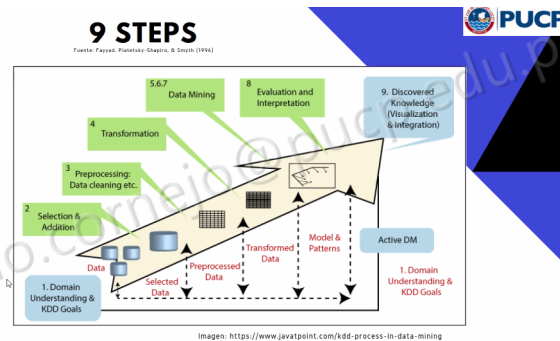 9 STEPS
Fuente: Fayyad, Piatetsky-Shapiro, & Smyth (1996)
PUCP
5.6.7
Data Mining
8
Evaluation and
Interpretation
9. Discovered
Knowledge
(Visualization
& integration)
4
Transformation
3
Preprocessing:
Data cleaning etc.
2
Selection &
Addition
Data
Selected
Data
Preprocessed
Data
Transformed
Data
Model &
Patterns
Active DM
1. Domain
Understanding &
KDD Goals
1. Domain
Understanding &
KDD Goals
o.cornejo@pucp.edu.p
Imagen: https://www.javatpoint.com/kdd-process-in-data-mining